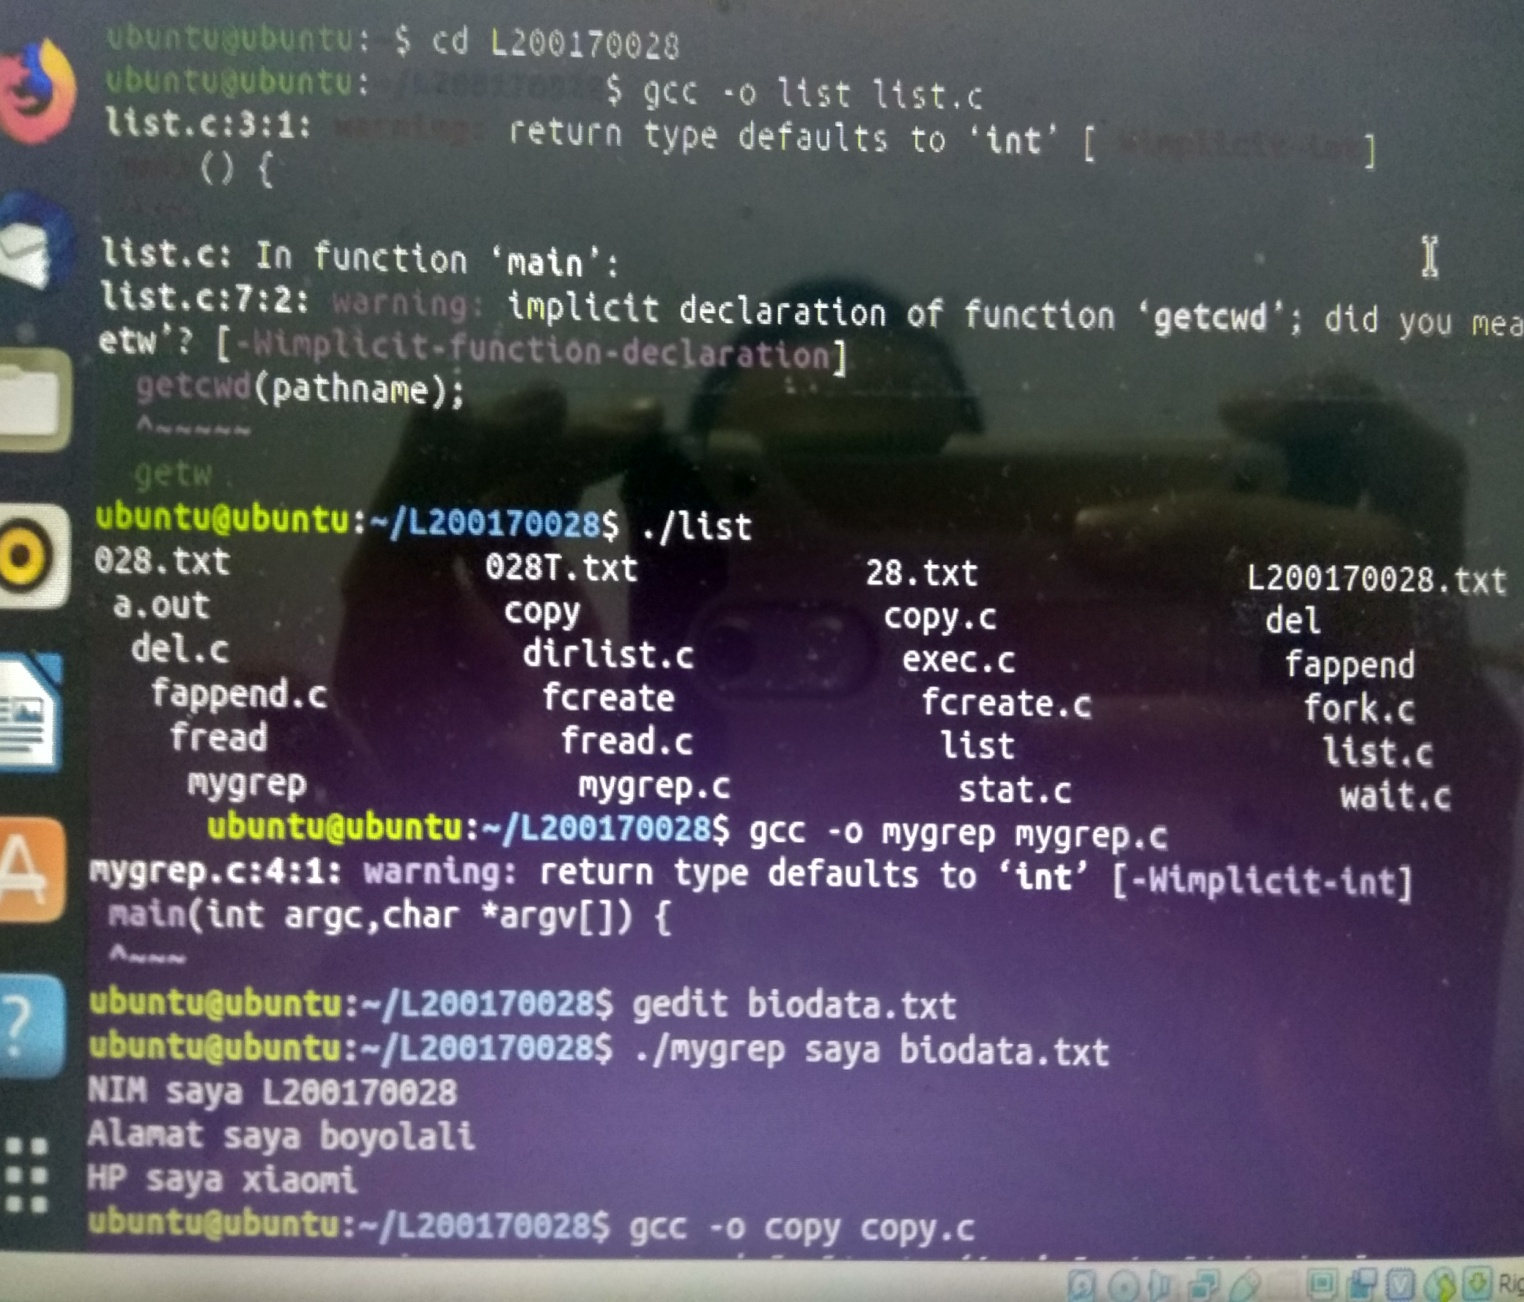 ubuntu@ubuntu: $ cd L200170028
ubuntu@ubuntu:~/L200170028$ gcc -o list list.c
list.c:3:1: warning: return type defaults to ‘int’ [-Wimplicit-int]
() {
list.c: In function ‘main’:
list.c:7:2: warning: implicit declaration of function ‘getcwd’; did you mea
etw’? [-Wimplicit-function-declaration]
getcwd(pathname);
^~~~~~
getw
ubuntu@ubuntu:~/L200170028$ ./list
028.txt 028T.txt 28.txt L200170028.txt
a.out copy copy.c del
del.c dirlist.c exec.c fappend
fappend.c fcreate fcreate.c fork.c
fread fread.c list list.c
mygrep mygrep.c stat.c wait.c
ubuntu@ubuntu:~/L200170028$ gcc -o mygrep mygrep.c
mygrep.c:4:1: warning: return type defaults to ‘int’ [-Wimplicit-int]
main(int argc,char *argv[]) {
^~~~
ubuntu@ubuntu:~/L200170028$ gedit biodata.txt
ubuntu@ubuntu:~/L200170028$ ./mygrep saya biodata.txt
NIM saya L200170028
Alamat saya boyolali
HP saya xiaomi
ubuntu@ubuntu:~/L200170028$ gcc -o copy copy.c